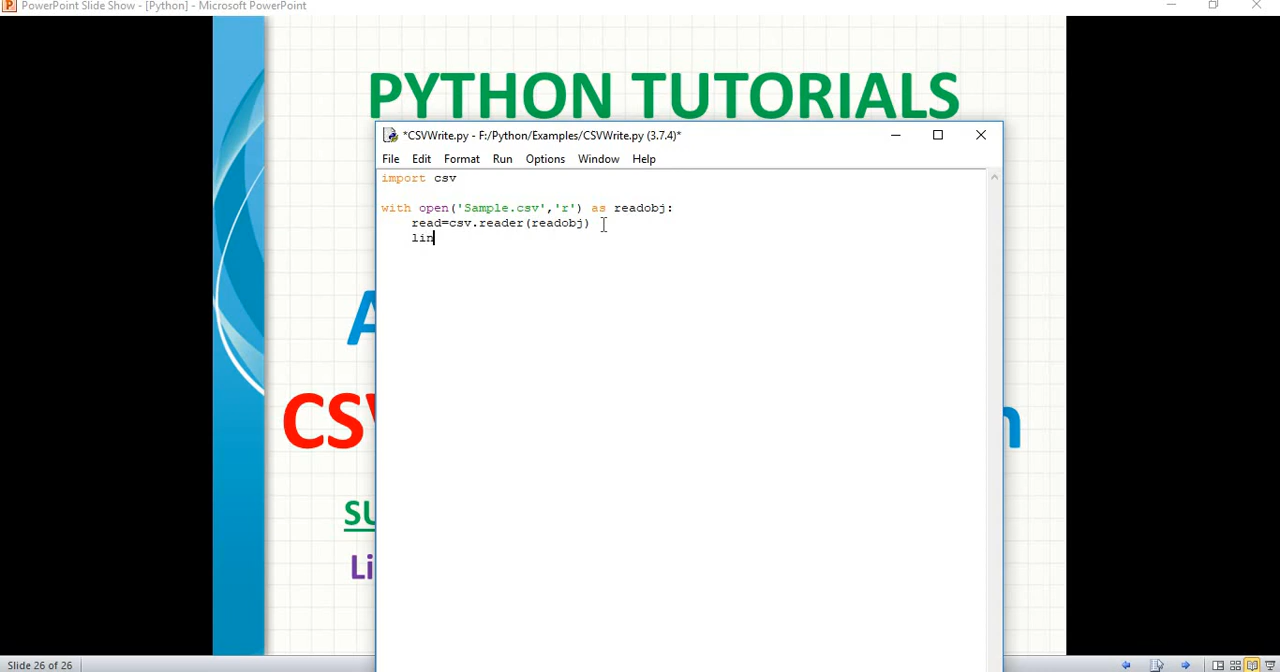 PowerPoint Slide Show - [Python] - Microsoft PowerPoint
PYTHON TUTORIALS
*CSVWrite.py - F:/Python/Examples/CSVWrite.py (3.7.4)*
File Edit Format Run Options Window Help
import csv
with open('Sample.csv','r') as readobj:
    read=csv.reader(readobj)
    lin
CS
Slide 26 of 26